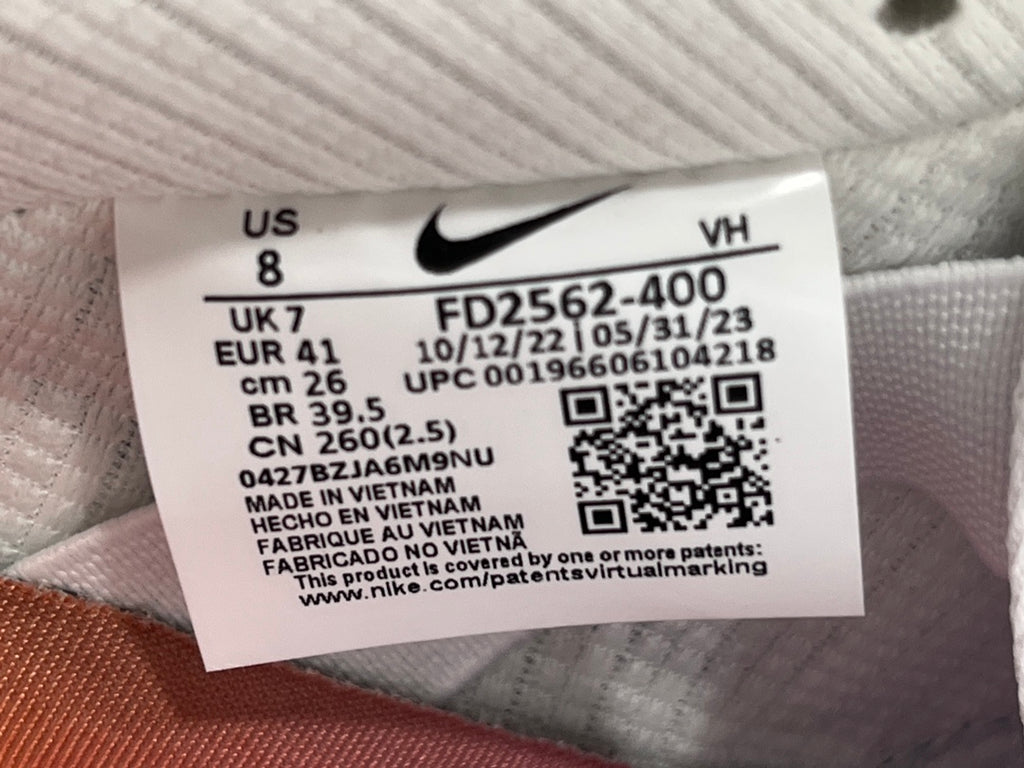 US
8
VH
UK 7
FD2562-400
EUR 41
10/12/22 | 05/31/23
cm 26
UPC 00196606104218
BR 39.5
CN 260(2.5)
0427BZJA6M9NU
MADE IN VIETNAM
HECHO EN VIETNAM
FABRIQUE AU VIETNAM
FABRICADO NO VIETNÃ
This product is covered by one or more patents:
www.nike.com/patentsvirtualmarking